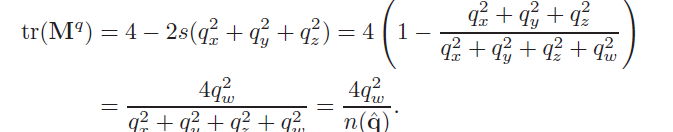 tr(M^q) = 4 − 2s(q_x^2 + q_y^2 + q_z^2) = 4 ( 1 − (q_x^2 + q_y^2 + q_z^2) / (q_x^2 + q_y^2 + q_z^2 + q_w^2) )
= 4q_w^2 / (q_x^2 + q_y^2 + q_z^2 + q_w^2) = 4q_w^2 / n(q̂).